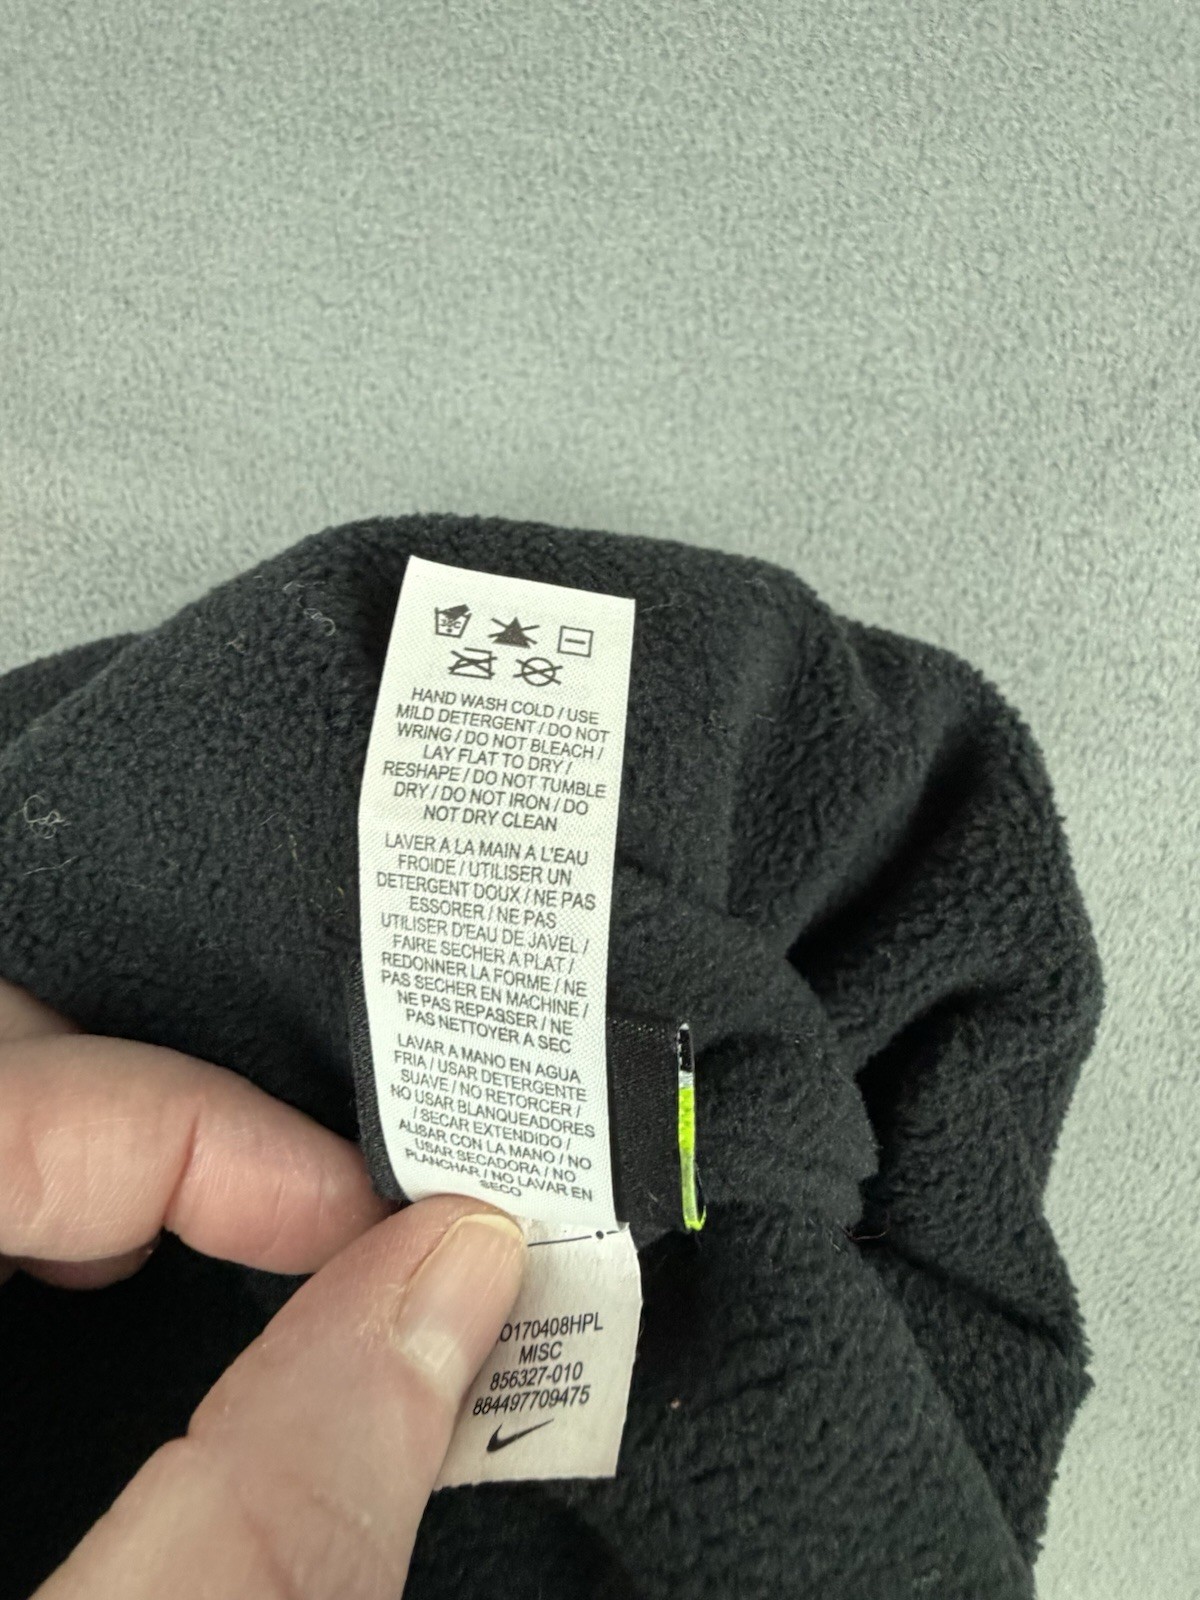 30C
HAND WASH COLD / USE
MILD DETERGENT / DO NOT
WRING / DO NOT BLEACH /
LAY FLAT TO DRY /
RESHAPE / DO NOT TUMBLE
DRY / DO NOT IRON / DO
NOT DRY CLEAN
LAVER A LA MAIN A L'EAU
FROIDE / UTILISER UN
DETERGENT DOUX / NE PAS
ESSORER / NE PAS
UTILISER D'EAU DE JAVEL /
FAIRE SECHER A PLAT /
REDONNER LA FORME / NE
PAS SECHER EN MACHINE /
NE PAS REPASSER / NE
PAS NETTOYER A SEC
LAVAR A MANO EN AGUA
FRIA / USAR DETERGENTE
SUAVE / NO RETORCER /
NO USAR BLANQUEADORES
/ SECAR EXTENDIDO /
ALISAR CON LA MANO / NO
USAR SECADORA / NO
PLANCHAR / NO LAVAR EN
SECO
O170408HPL
MISC
856327-010
884497709475